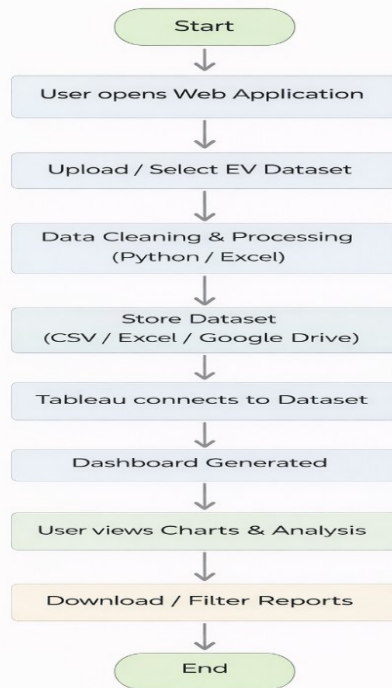 Start
User opens Web Application
Upload / Select EV Dataset
Data Cleaning & Processing
(Python / Excel)
Store Dataset
(CSV / Excel / Google Drive)
Tableau connects to Dataset
Dashboard Generated
User views Charts & Analysis
Download / Filter Reports
End